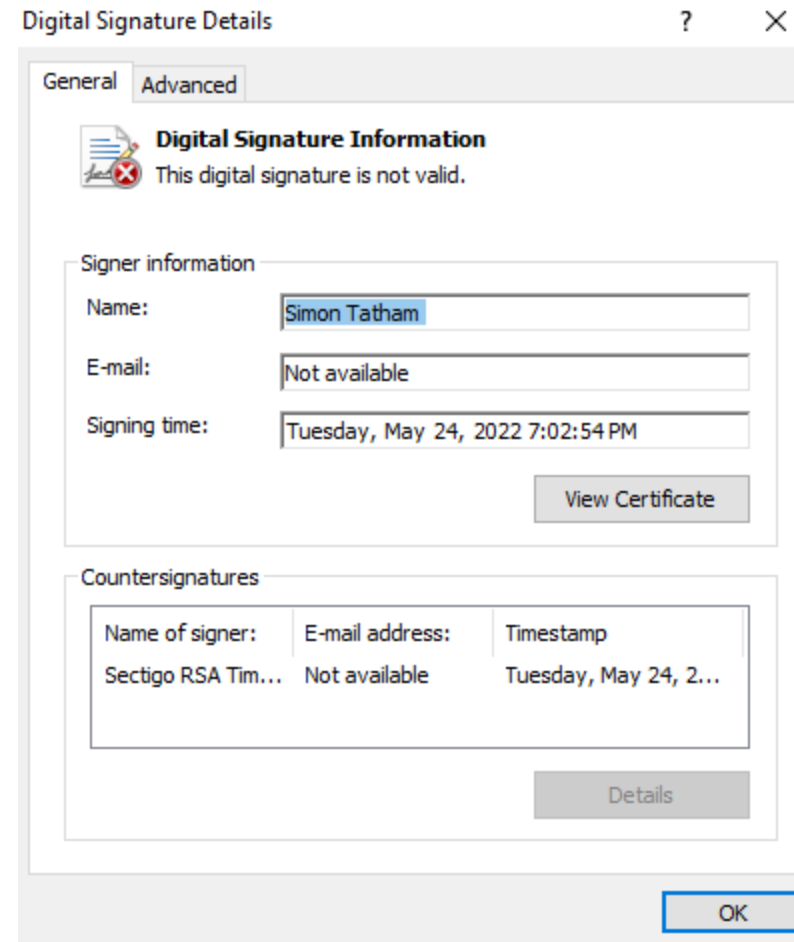 Digital Signature Details
General Advanced
Digital Signature Information
This digital signature is not valid.
Signer information
Name: Simon Tatham
E-mail: Not available
Signing time: Tuesday, May 24, 2022 7:02:54 PM
View Certificate
Countersignatures
Name of signer: E-mail address: Timestamp
Sectigo RSA Tim... Not available Tuesday, May 24, 2...
Details
OK